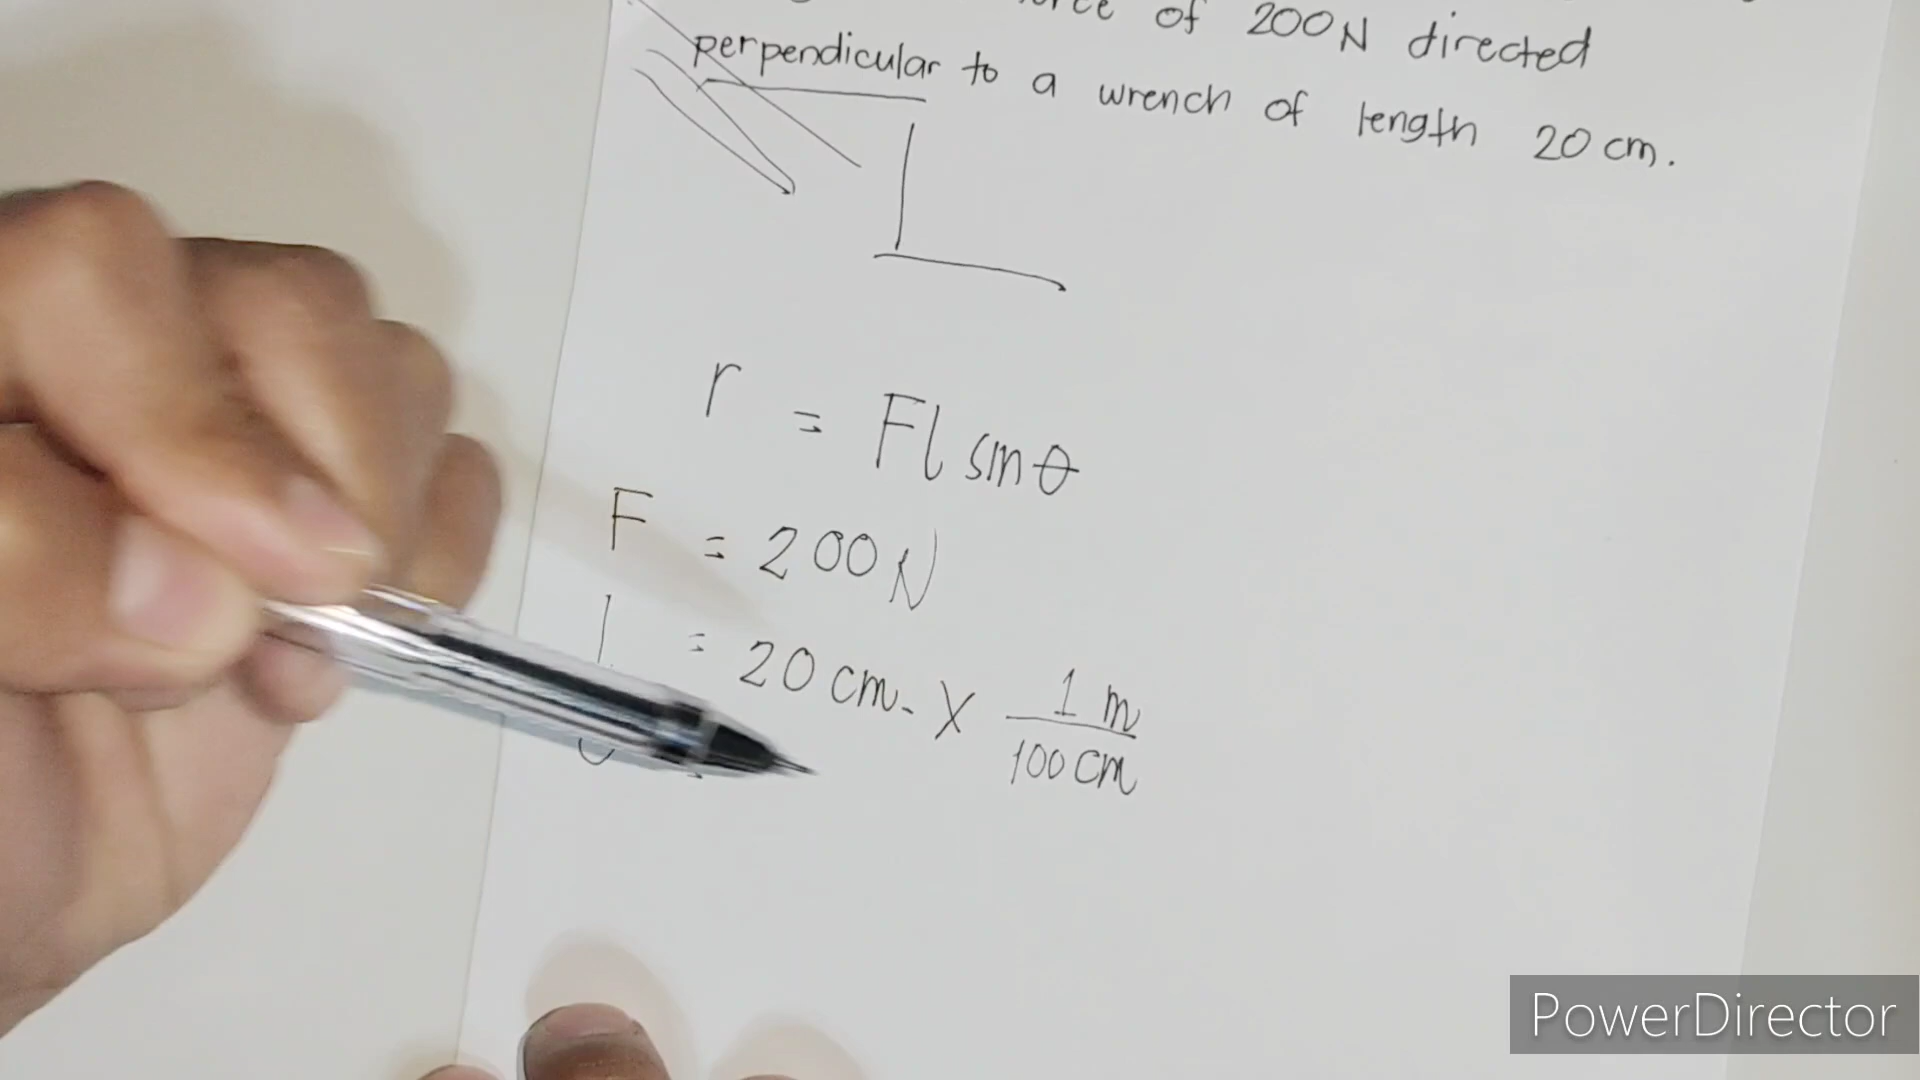 of 200N directed
perpendicular to a wrench of length 20 cm.
r = Fl sinθ
F = 200N
l = 20 cm. X 1 m
100 cm
PowerDirector